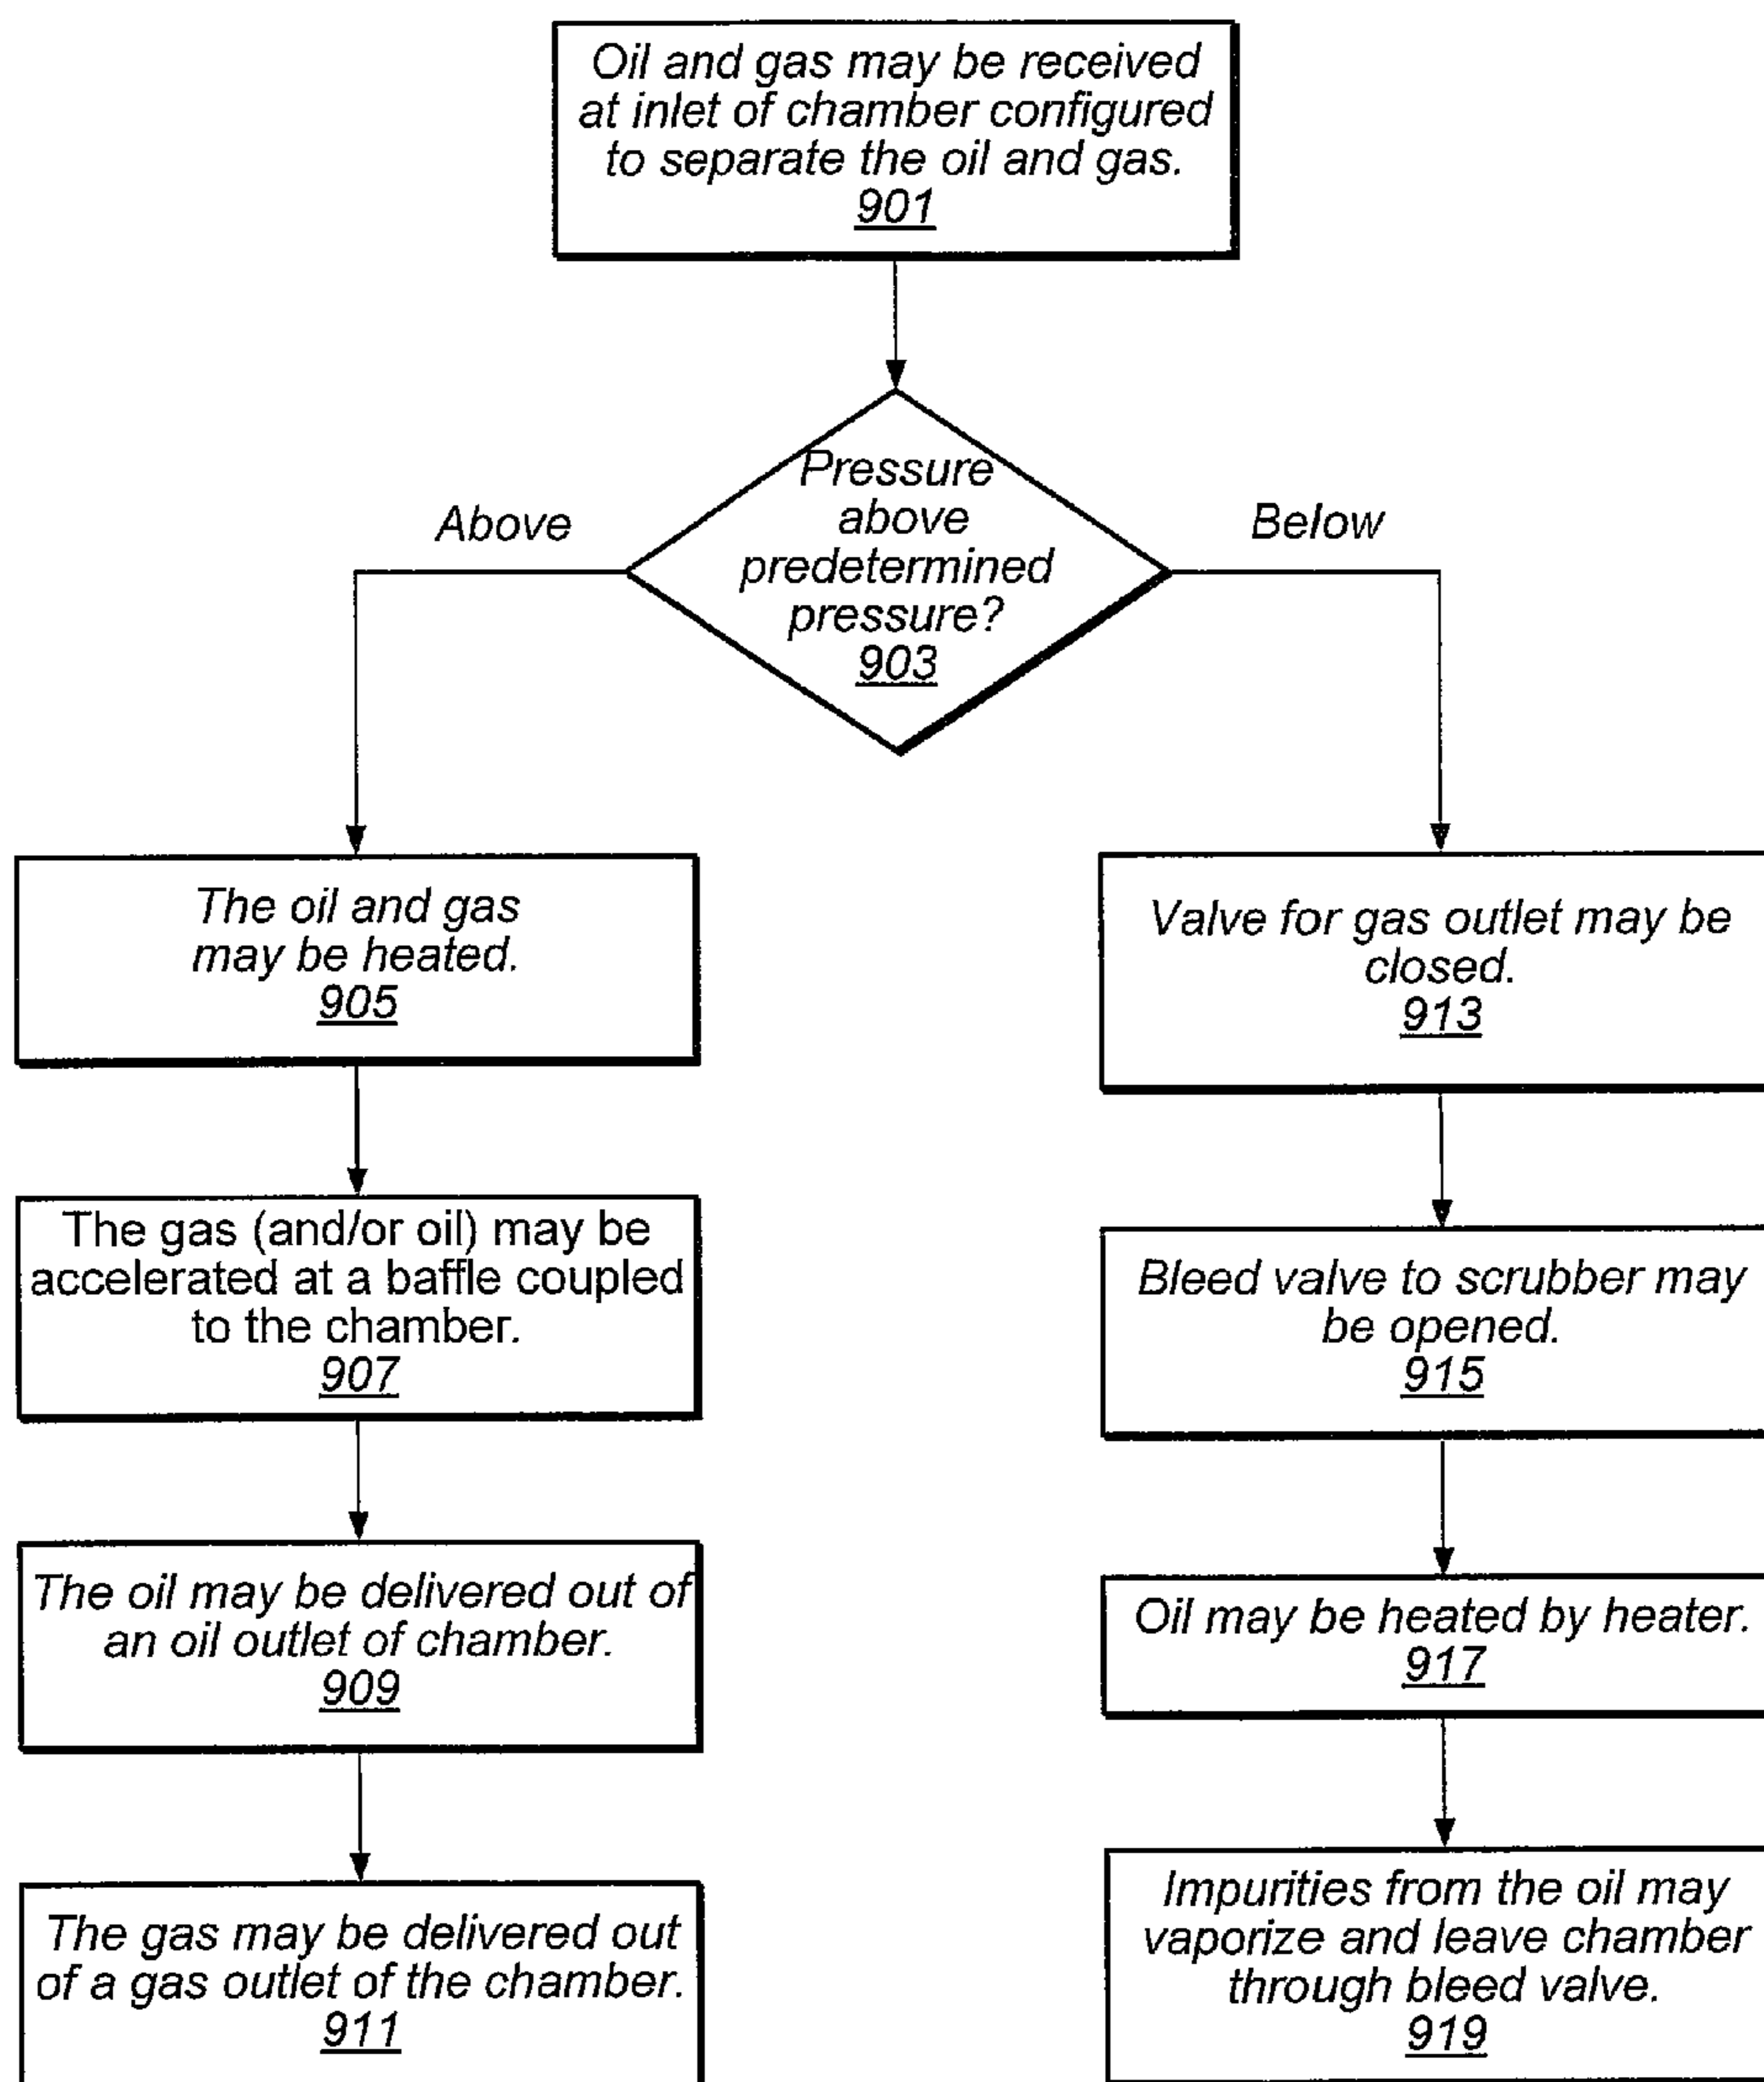 Oil and gas may be received
at inlet of chamber configured
to separate the oil and gas.
901
Pressure
above
predetermined
pressure?
903
Above
Below
The oil and gas
may be heated.
905
The gas (and/or oil) may be
accelerated at a baffle coupled
to the chamber.
907
The oil may be delivered out of
an oil outlet of chamber.
909
The gas may be delivered out
of a gas outlet of the chamber.
911
Valve for gas outlet may be
closed.
913
Bleed valve to scrubber may
be opened.
915
Oil may be heated by heater.
917
Impurities from the oil may
vaporize and leave chamber
through bleed valve.
919